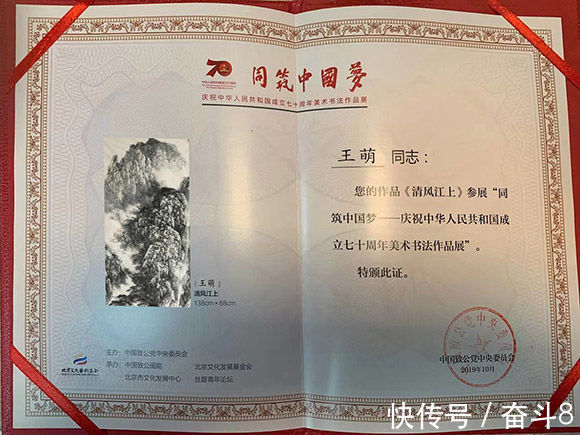 70
同筑中國夢
庆祝中华人民共和国成立七十周年美术书法作品展
王萌 同志：
您的作品《清风江上》参展“同
筑中国梦——庆祝中华人民共和国成
立七十周年美术书法作品展”。
特颁此证。
［王萌］
清风江上
138cm×68cm
主办：中国致公党中央委员会
承办：中国致公画院 北京文化发展基金会
北京市文化发展中心 丝路青年论坛
中国致公党中央委员会
2019年10月
快传号 / 奋斗8